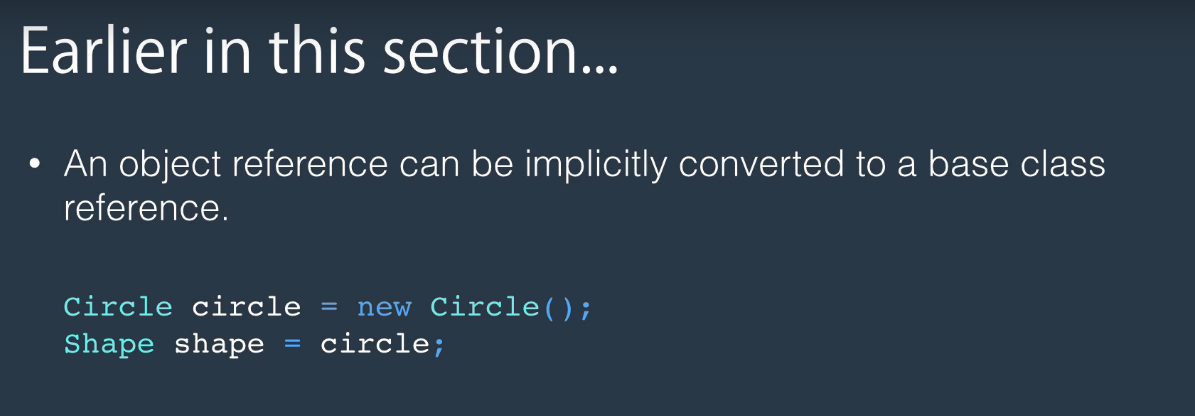 Earlier in this section...
• An object reference can be implicitly converted to a base class
reference.
Circle circle = new Circle();
Shape shape = circle;